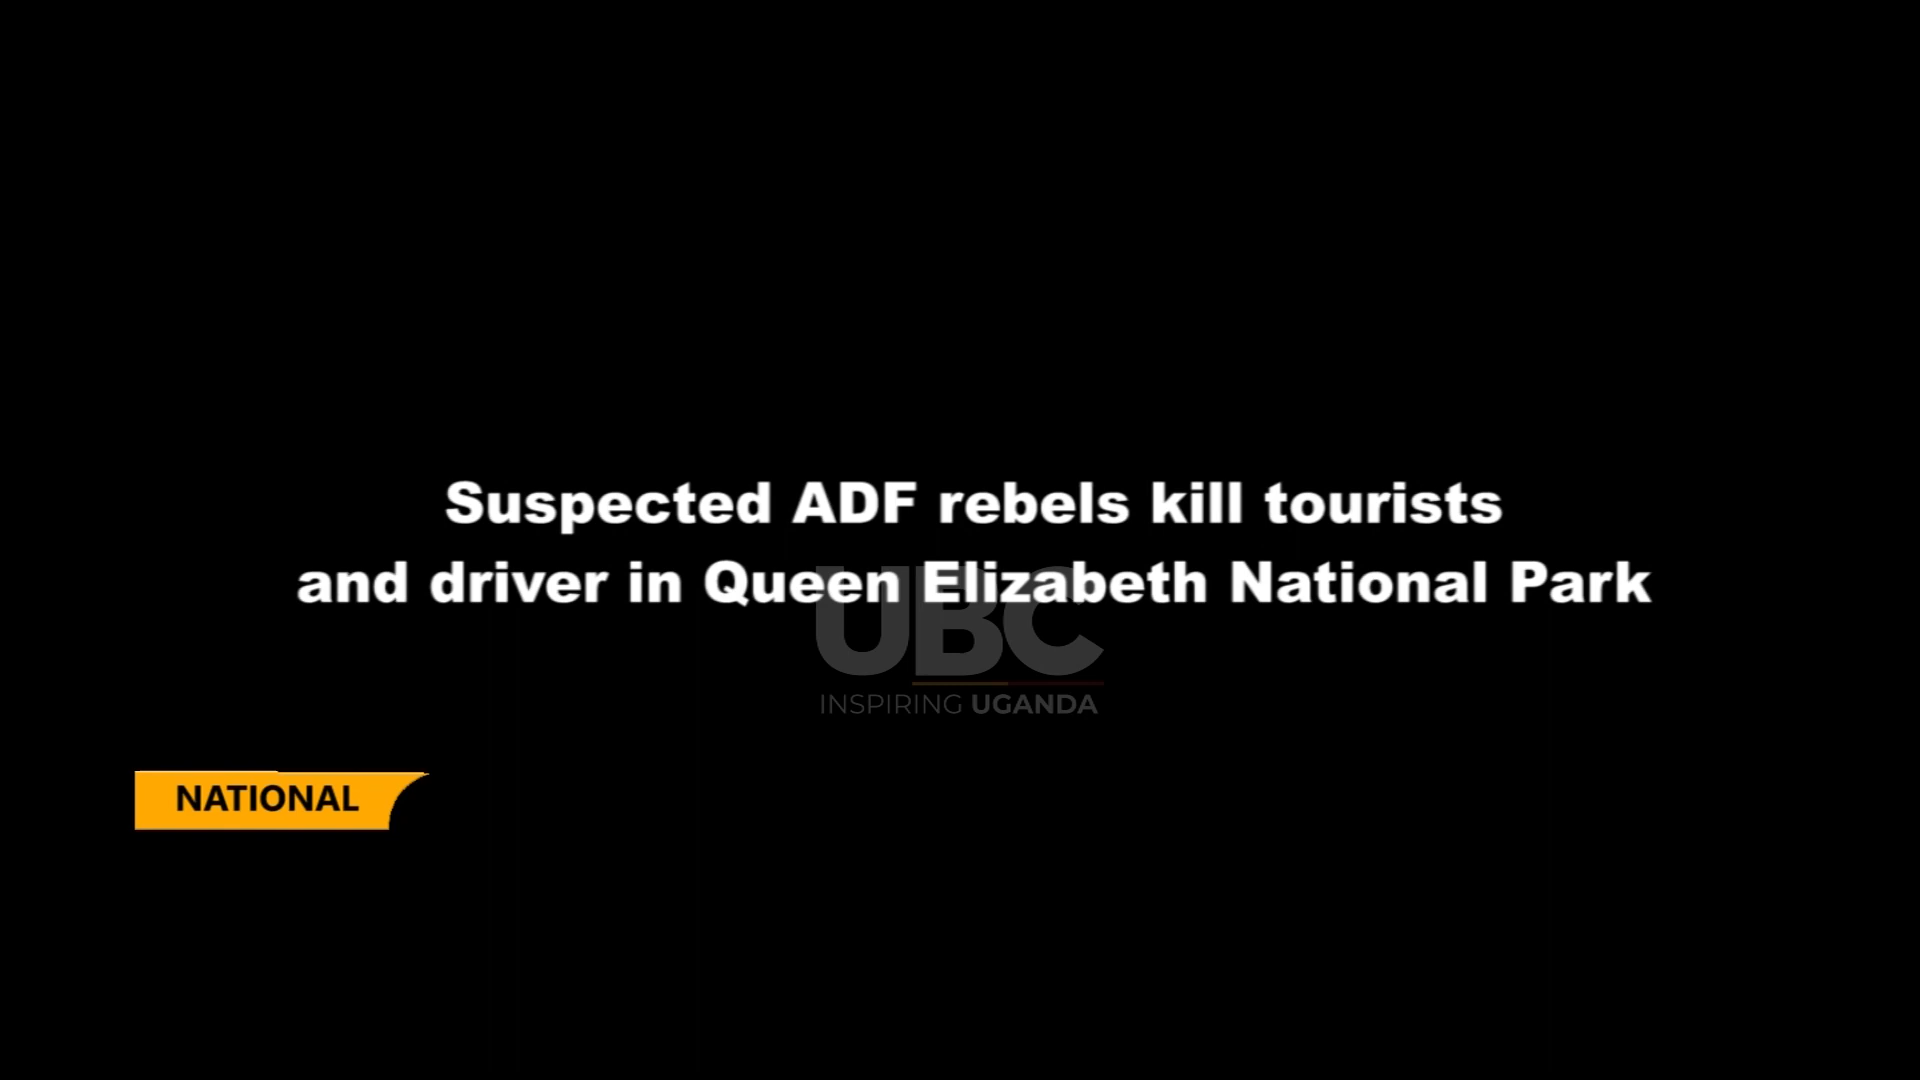 Suspected ADF rebels kill tourists
and driver in Queen Elizabeth National Park
UBC
INSPIRING UGANDA
NATIONAL